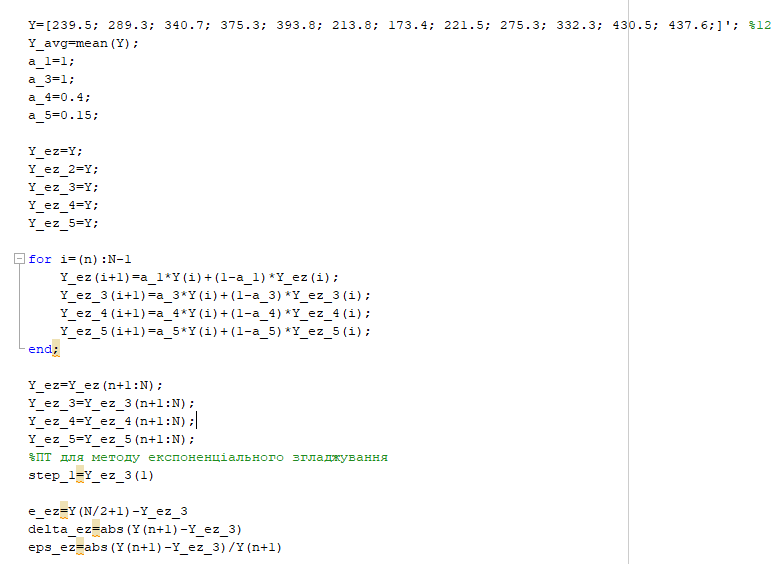 Y=[239.5; 289.3; 340.7; 375.3; 393.8; 213.8; 173.4; 221.5; 275.3; 332.3; 430.5; 437.6;]'; %12
Y_avg=mean(Y);
a_1=1;
a_3=1;
a_4=0.4;
a_5=0.15;
Y_ez=Y;
Y_ez_2=Y;
Y_ez_3=Y;
Y_ez_4=Y;
Y_ez_5=Y;
for i=(n):N-1
Y_ez(i+1)=a_1*Y(i)+(1-a_1)*Y_ez(i);
Y_ez_3(i+1)=a_3*Y(i)+(1-a_3)*Y_ez_3(i);
Y_ez_4(i+1)=a_4*Y(i)+(1-a_4)*Y_ez_4(i);
Y_ez_5(i+1)=a_5*Y(i)+(1-a_5)*Y_ez_5(i);
end;
Y_ez=Y_ez(n+1:N);
Y_ez_3=Y_ez_3(n+1:N);
Y_ez_4=Y_ez_4(n+1:N);
Y_ez_5=Y_ez_5(n+1:N);
%ПТ для методу експоненціального згладжування
step_1=Y_ez_3(1)
e_ez=Y(N/2+1)-Y_ez_3
delta_ez=abs(Y(n+1)-Y_ez_3)
eps_ez=abs(Y(n+1)-Y_ez_3)/Y(n+1)